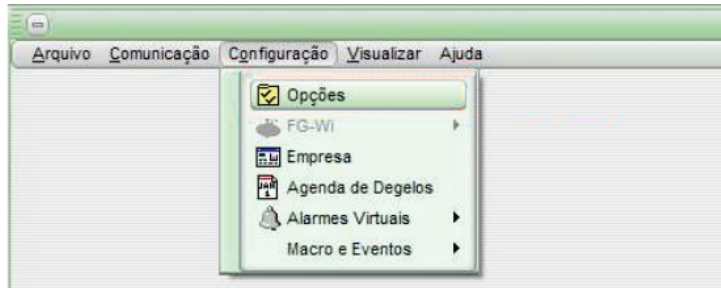 Arquivo Comunicação Configuração Visualizar Ajuda
Opções
FG-Wi
Empresa
Agenda de Degelos
Alarmes Virtuais
Macro e Eventos